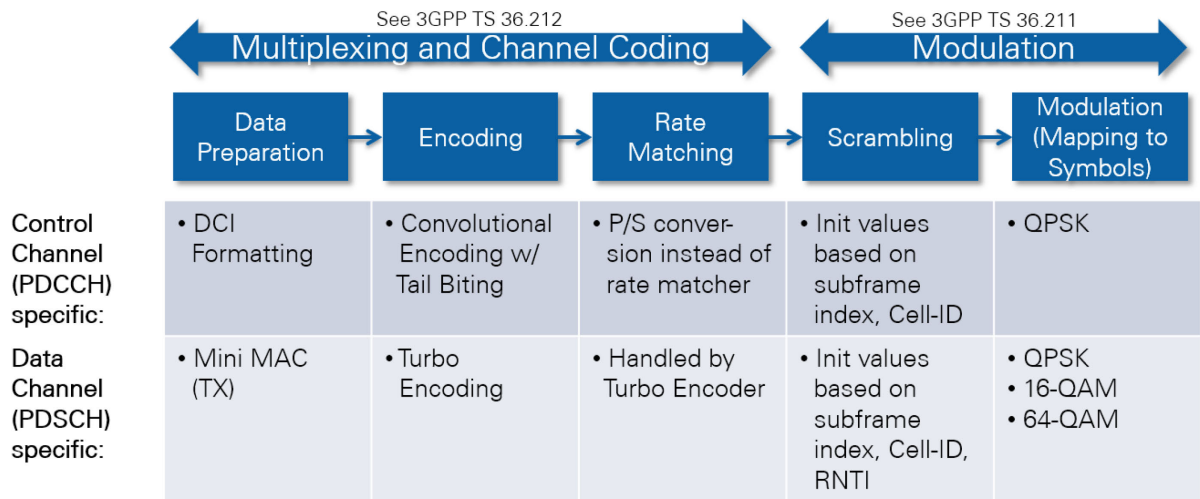 See 3GPP TS 36.212
See 3GPP TS 36.211
Multiplexing and Channel Coding
Modulation
Data
Preparation
Encoding
Rate
Matching
Scrambling
Modulation
(Mapping to
Symbols)
Control
Channel
(PDCCH)
specific:
• DCI
Formatting
• Convolutional
Encoding w/
Tail Biting
• P/S conver-
sion instead of
rate matcher
• Init values
based on
subframe
index, Cell-ID
• QPSK
Data
Channel
(PDSCH)
specific:
• Mini MAC
(TX)
• Turbo
Encoding
• Handled by
Turbo Encoder
• Init values
based on
subframe
index, Cell-ID,
RNTI
• QPSK
• 16-QAM
• 64-QAM